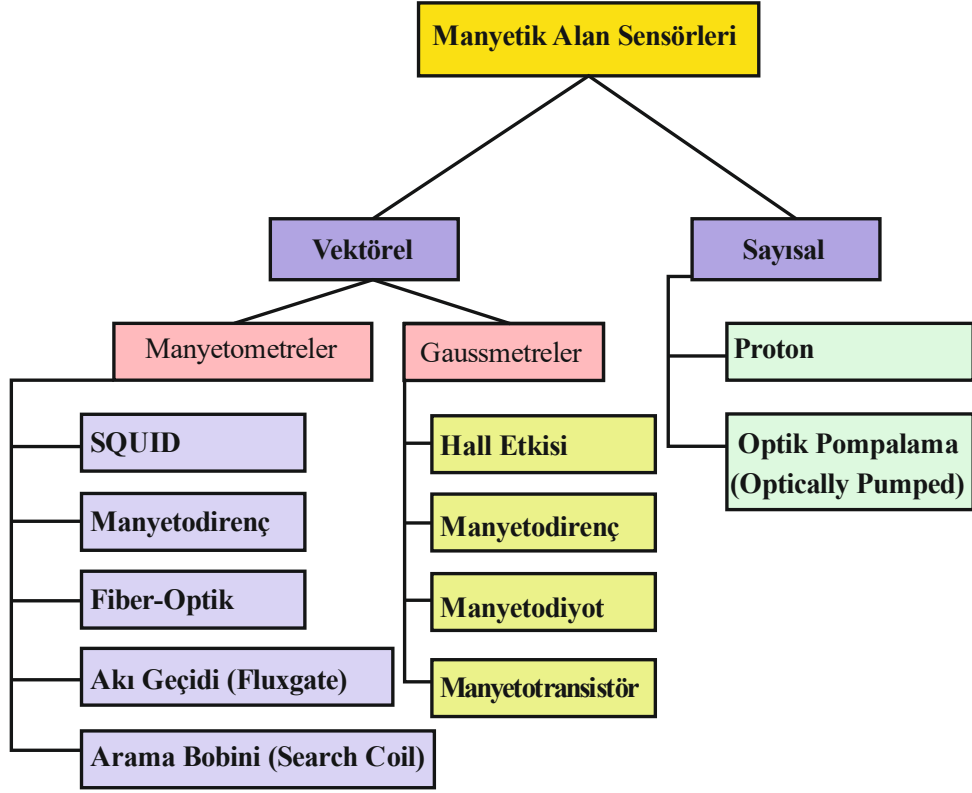 Manyetik Alan Sensörleri
Vektörel
Sayısal
Manyetometreler
Gaussmetreler
SQUID
Manyetodirenç
Fiber-Optik
Akı Geçidi (Fluxgate)
Arama Bobini (Search Coil)
Hall Etkisi
Manyetodirenç
Manyetodiyot
Manyetotransistör
Proton
Optik Pompalama
(Optically Pumped)